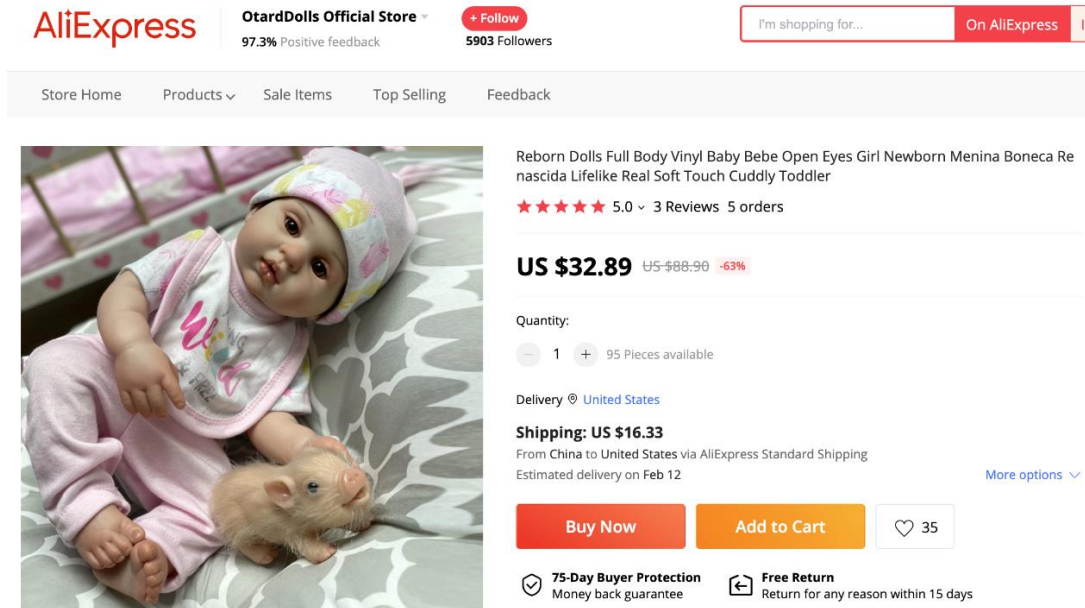 AliExpress
OtardDolls Official Store
+ Follow
97.3% Positive feedback
5903 Followers
I'm shopping for...
On AliExpress
Store Home
Products
Sale Items
Top Selling
Feedback
Reborn Dolls Full Body Vinyl Baby Bebe Open Eyes Girl Newborn Menina Boneca Re
nascida Lifelike Real Soft Touch Cuddly Toddler
5.0
3 Reviews
5 orders
US $32.89 US $88.90 -63%
Quantity:
1
95 Pieces available
Delivery
United States
Shipping: US $16.33
From China to United States via AliExpress Standard Shipping
Estimated delivery on Feb 12
More options
Buy Now
Add to Cart
35
75-Day Buyer Protection
Money back guarantee
Free Return
Return for any reason within 15 days